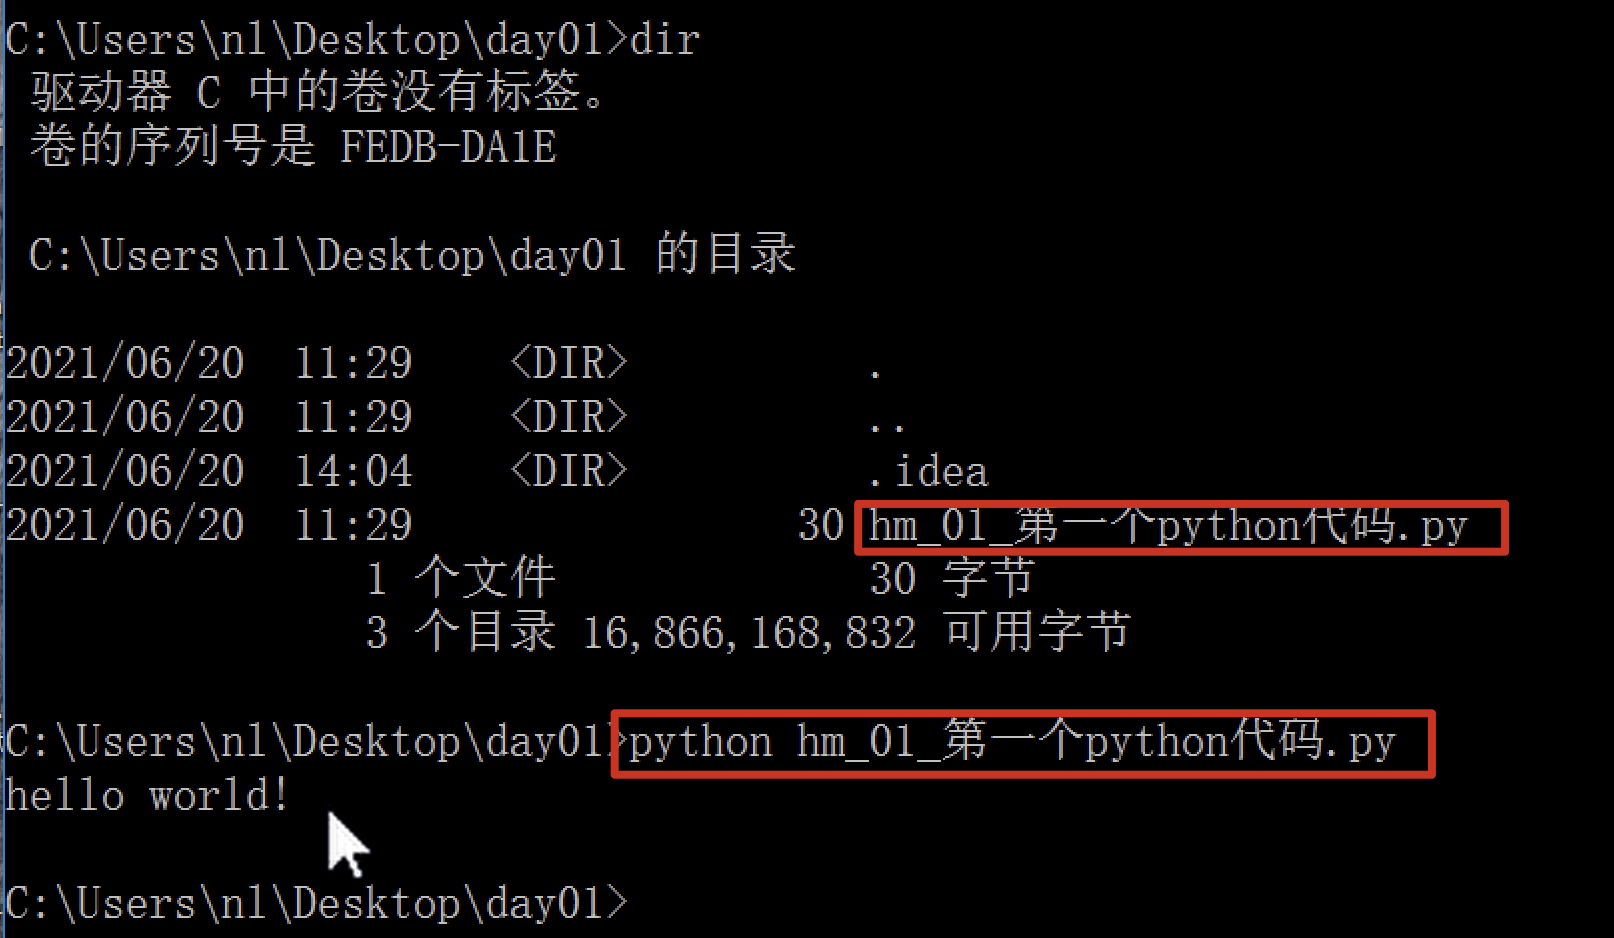 C:\Users\nl\Desktop\day01>dir
驱动器 C 中的卷没有标签。
卷的序列号是 FEDB-DA1E
C:\Users\nl\Desktop\day01 的目录
2021/06/20 11:29 <DIR> .
2021/06/20 11:29 <DIR> ..
2021/06/20 14:04 <DIR> .idea
2021/06/20 11:29 30 hm_01_第一个python代码.py
1 个文件 30 字节
3 个目录 16,866,168,832 可用字节
C:\Users\nl\Desktop\day01>python hm_01_第一个python代码.py
hello world!
C:\Users\nl\Desktop\day01>